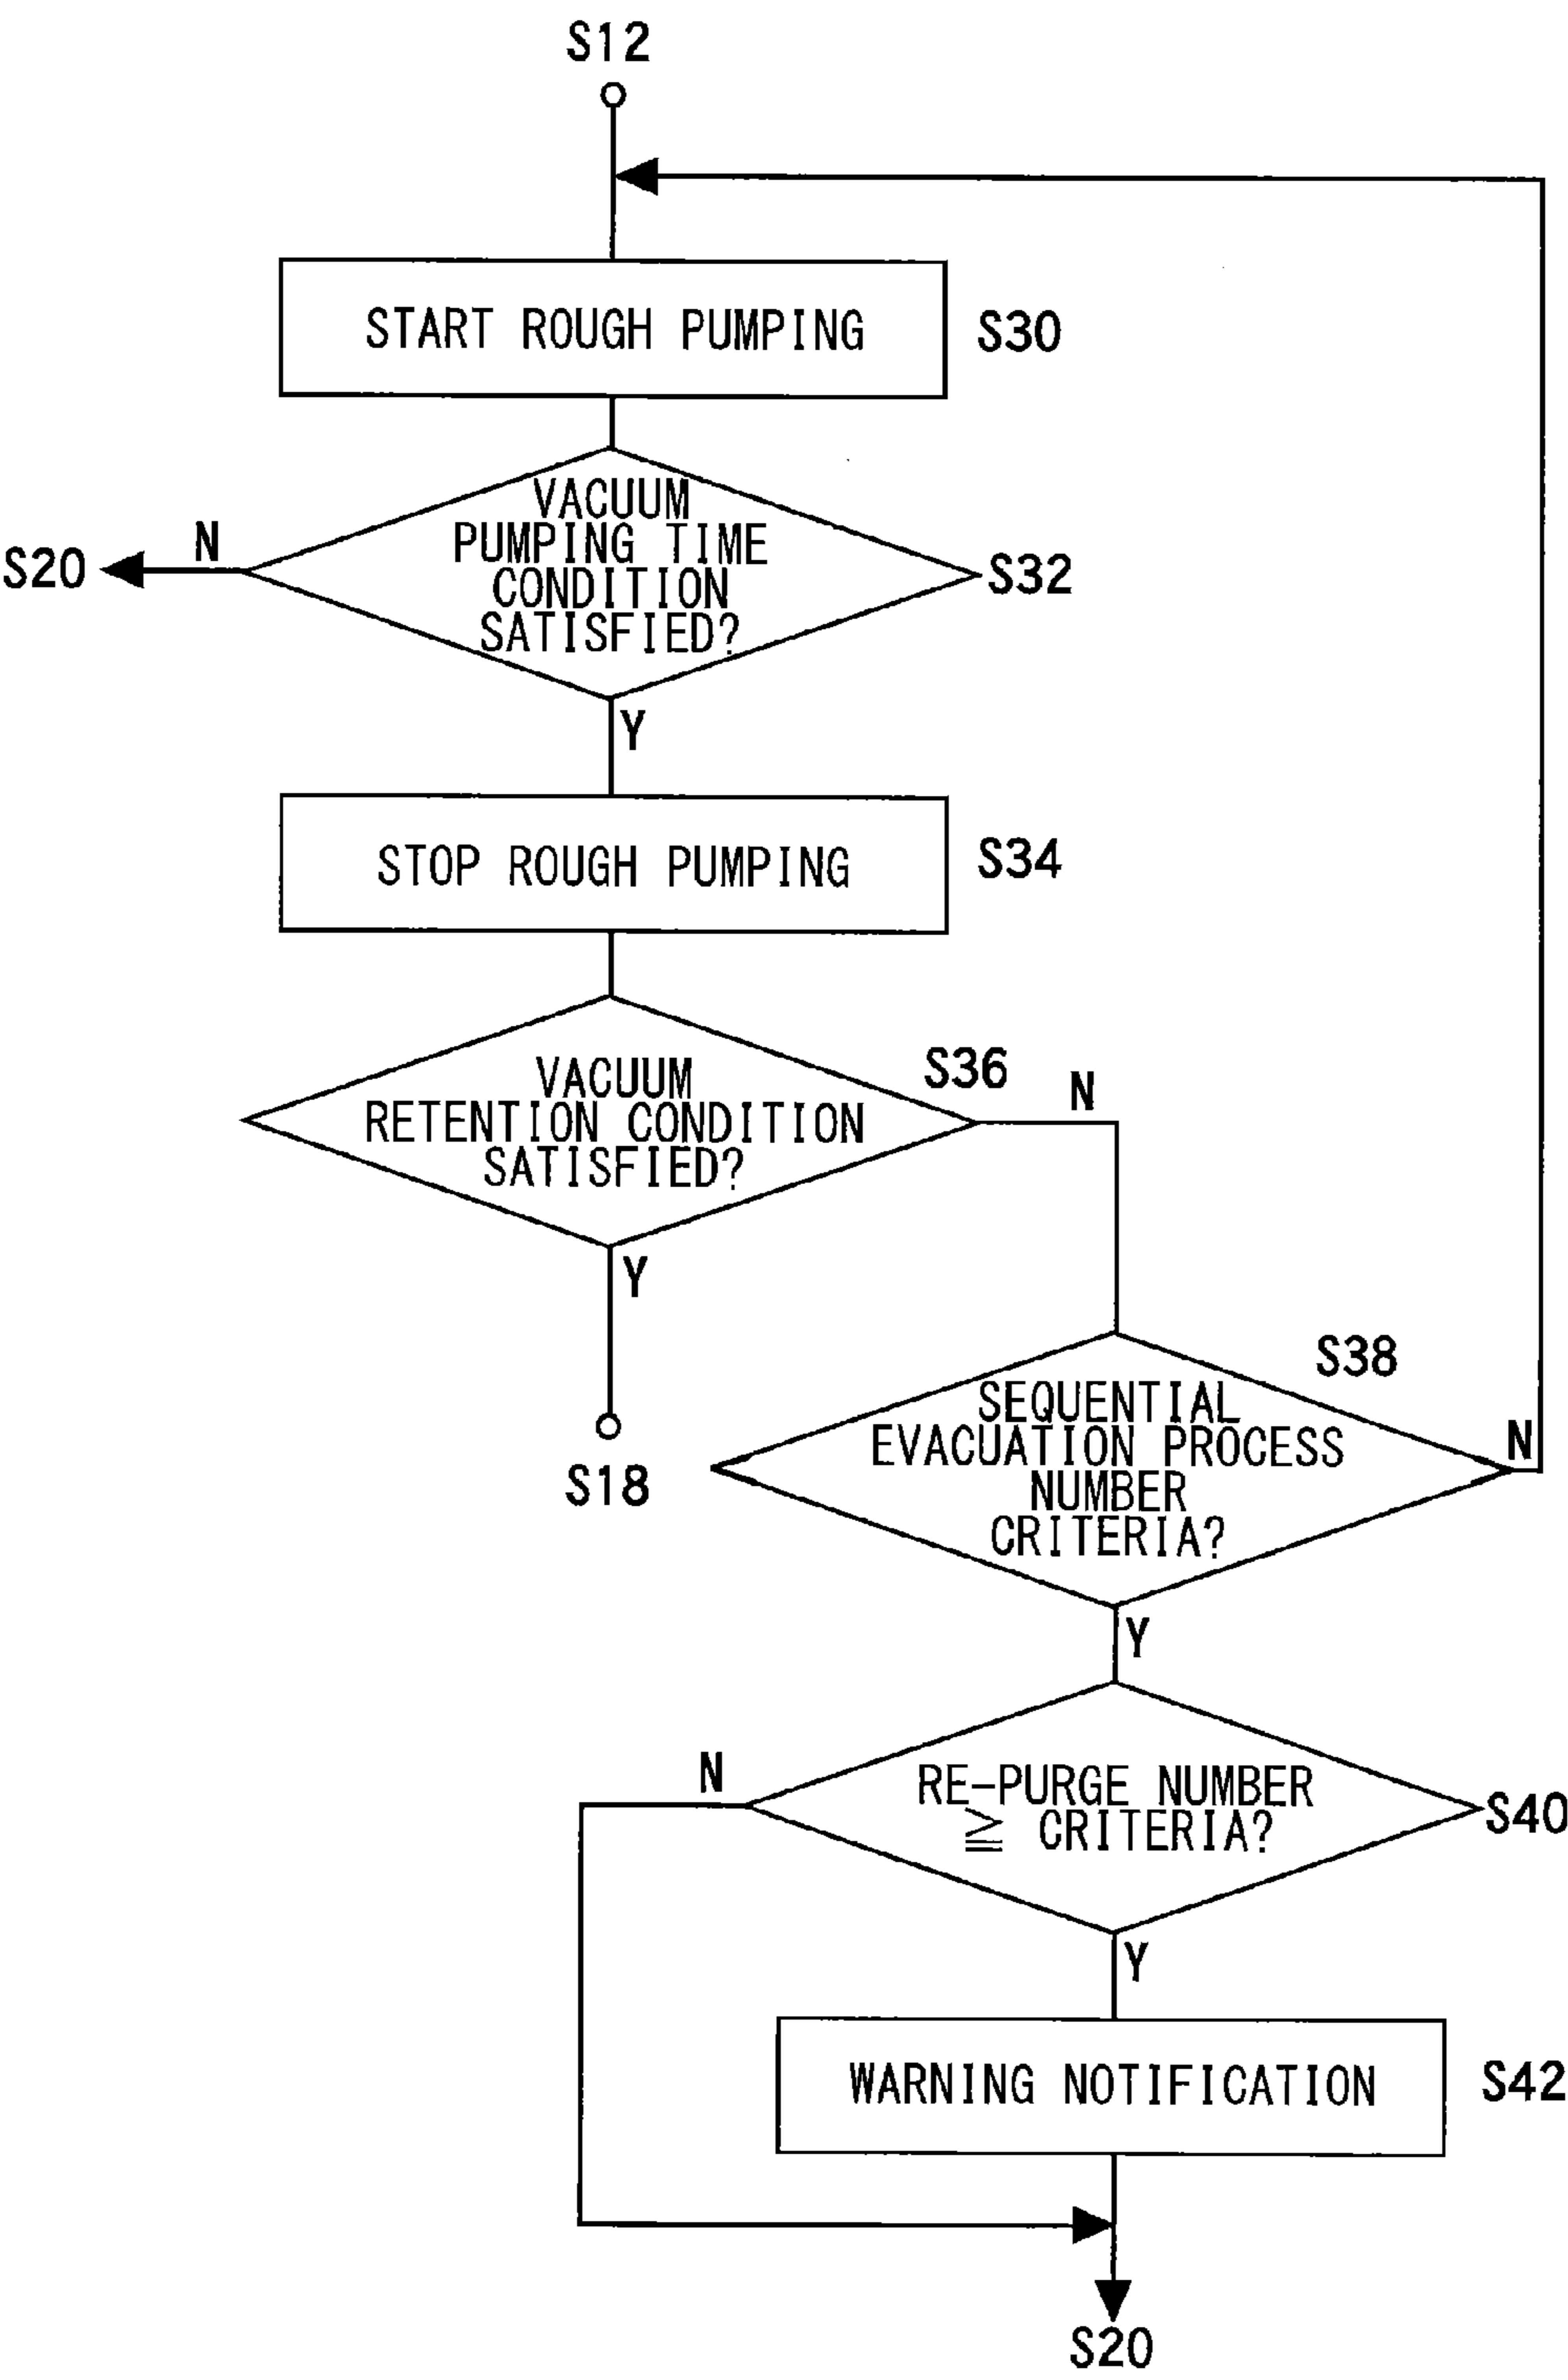 S12
START ROUGH PUMPING
S30
VACUUM
PUMPING TIME
CONDITION
SATISFIED?
S32
N
S20
Y
STOP ROUGH PUMPING
S34
VACUUM
RETENTION CONDITION
SATISFIED?
S36
N
Y
S18
SEQUENTIAL
EVACUATION PROCESS
NUMBER
CRITERIA?
S38
N
Y
RE-PURGE NUMBER
≧ CRITERIA?
S40
N
Y
WARNING NOTIFICATION
S42
S20